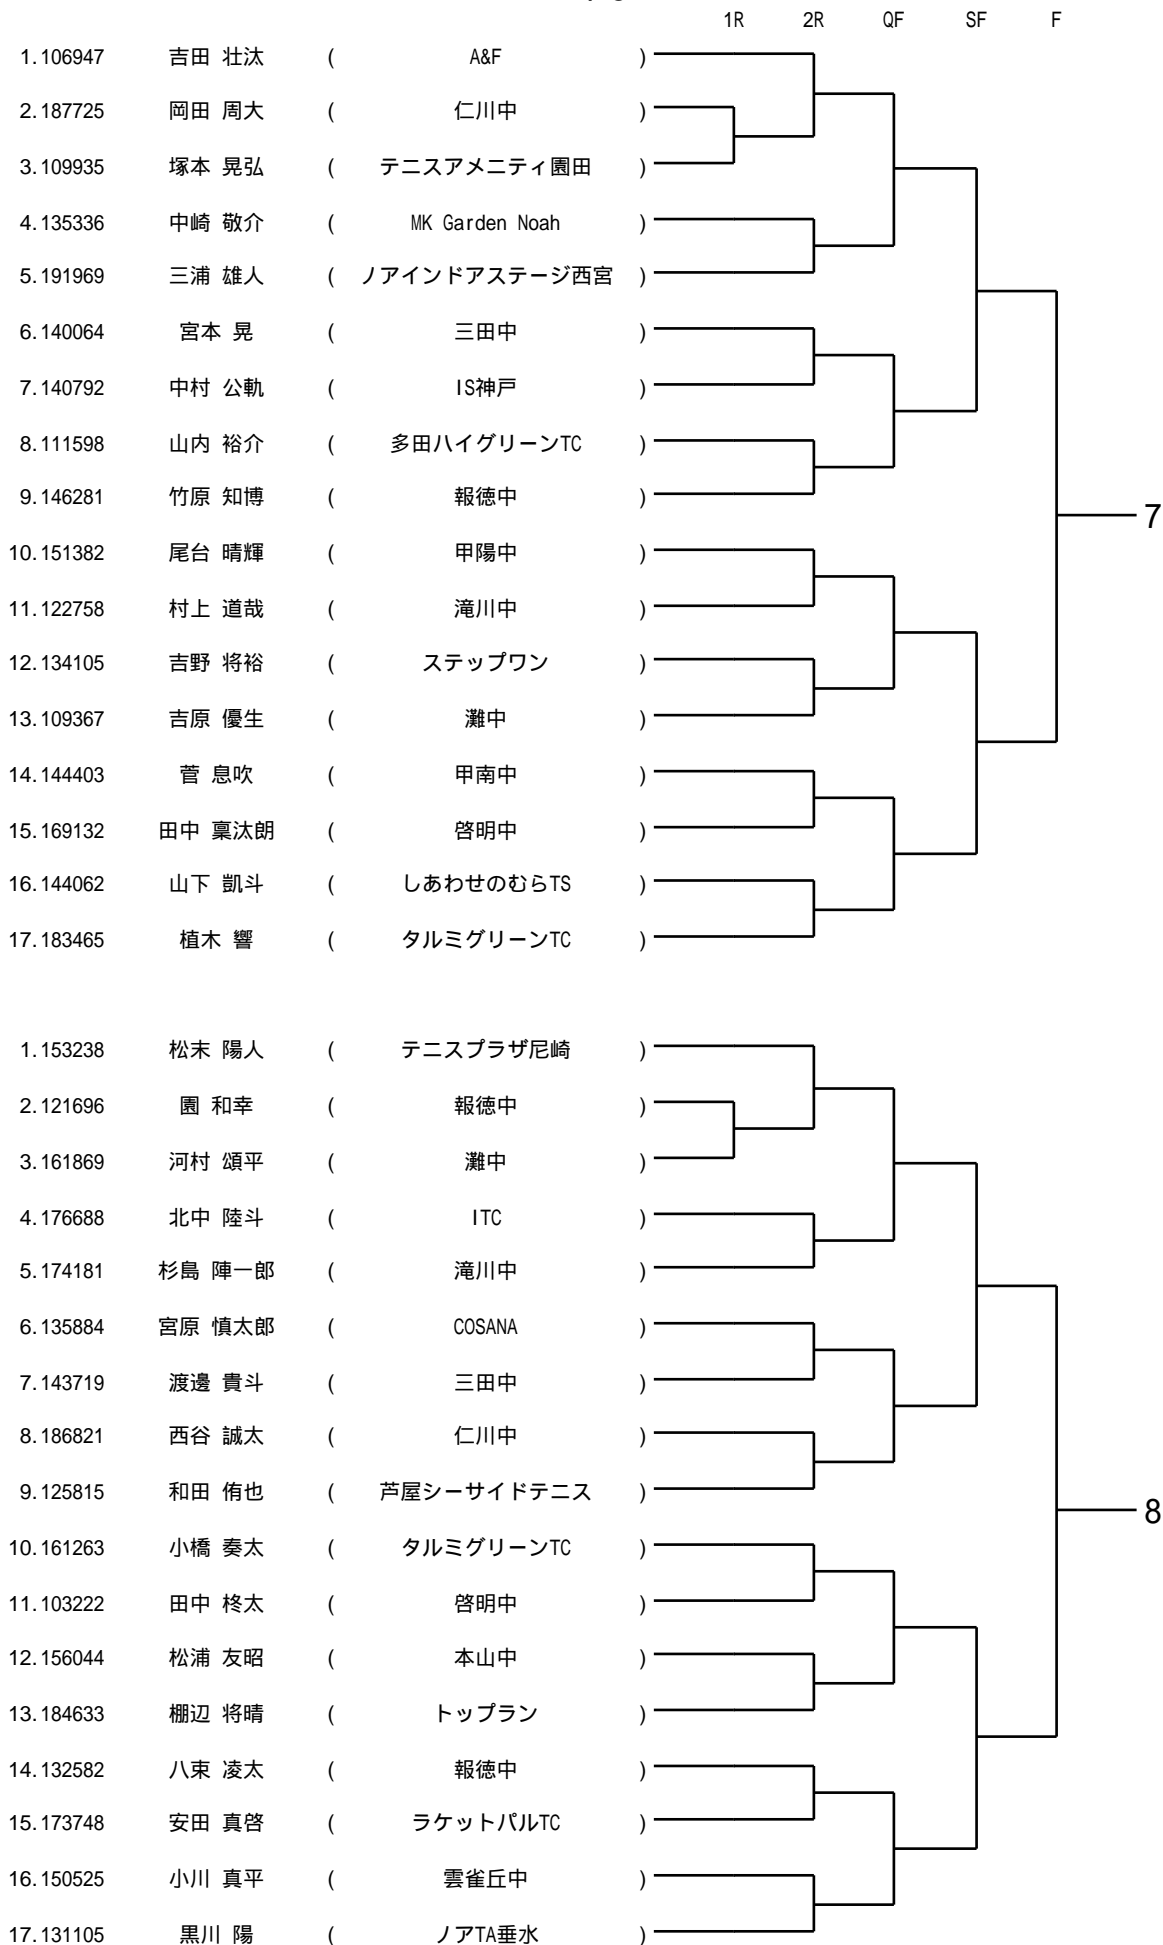 1R 2R QF SF F
1.106947 吉田 壮汰 ( A&F )
2.187725 岡田 周大 ( 仁川中 )
3.109935 塚本 晃弘 ( テニスアメニティ園田 )
4.135336 中崎 敬介 ( MK Garden Noah )
5.191969 三浦 雄人 ( ノアインドアステージ西宮 )
6.140064 宮本 晃 ( 三田中 )
7.140792 中村 公軌 ( IS神戸 )
8.111598 山内 裕介 ( 多田ハイグリーンTC )
9.146281 竹原 知博 ( 報徳中 )
7
10.151382 尾台 晴輝 ( 甲陽中 )
11.122758 村上 道哉 ( 滝川中 )
12.134105 吉野 将裕 ( ステップワン )
13.109367 吉原 優生 ( 灘中 )
14.144403 菅 息吹 ( 甲南中 )
15.169132 田中 稟汰朗 ( 啓明中 )
16.144062 山下 凱斗 ( しあわせのむらTS )
17.183465 植木 響 ( タルミグリーンTC )
1.153238 松末 陽人 ( テニスプラザ尼崎 )
2.121696 園 和幸 ( 報徳中 )
3.161869 河村 頌平 ( 灘中 )
4.176688 北中 陸斗 ( ITC )
5.174181 杉島 陣一郎 ( 滝川中 )
6.135884 宮原 慎太郎 ( COSANA )
7.143719 渡邊 貴斗 ( 三田中 )
8.186821 西谷 誠太 ( 仁川中 )
9.125815 和田 侑也 ( 芦屋シーサイドテニス )
8
10.161263 小橋 奏太 ( タルミグリーンTC )
11.103222 田中 柊太 ( 啓明中 )
12.156044 松浦 友昭 ( 本山中 )
13.184633 棚辺 将晴 ( トップラン )
14.132582 八束 凌太 ( 報徳中 )
15.173748 安田 真啓 ( ラケットパルTC )
16.150525 小川 真平 ( 雲雀丘中 )
17.131105 黒川 陽 ( ノアTA垂水 )